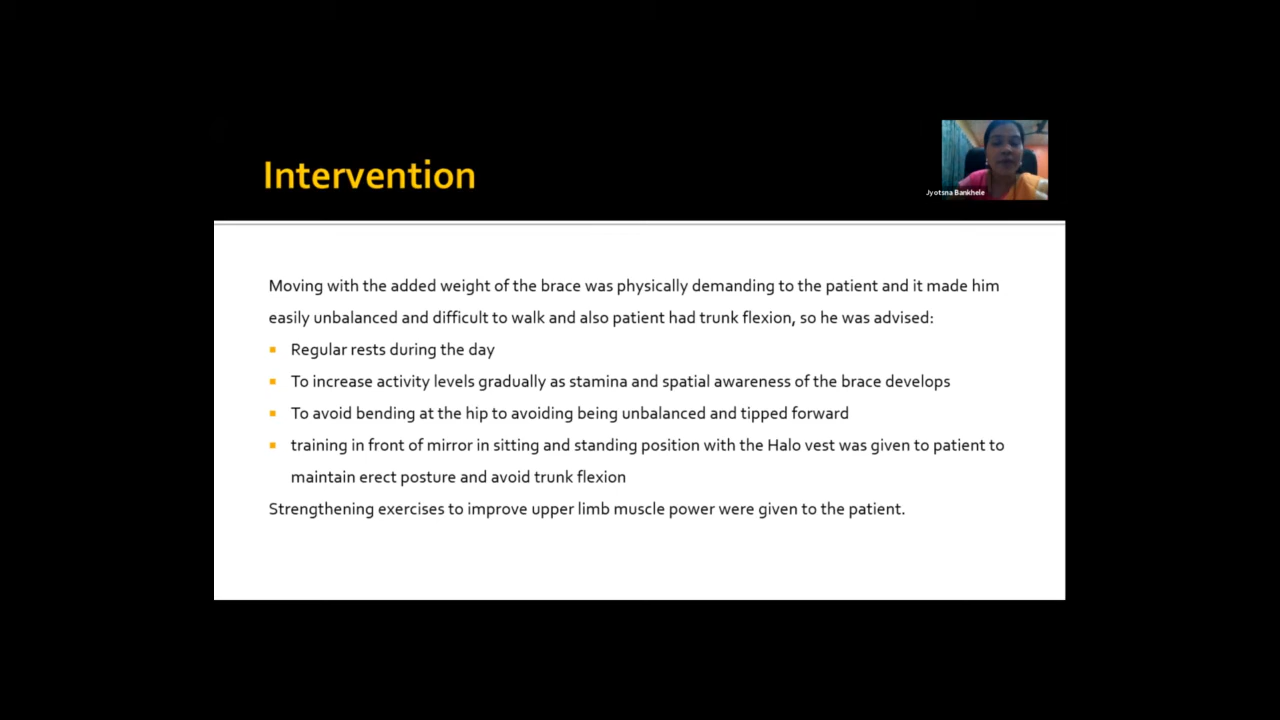 Intervention
Jyotsna Bankhele
Moving with the added weight of the brace was physically demanding to the patient and it made him
easily unbalanced and difficult to walk and also patient had trunk flexion, so he was advised:
Regular rests during the day
To increase activity levels gradually as stamina and spatial awareness of the brace develops
To avoid bending at the hip to avoiding being unbalanced and tipped forward
training in front of mirror in sitting and standing position with the Halo vest was given to patient to
maintain erect posture and avoid trunk flexion
Strengthening exercises to improve upper limb muscle power were given to the patient.